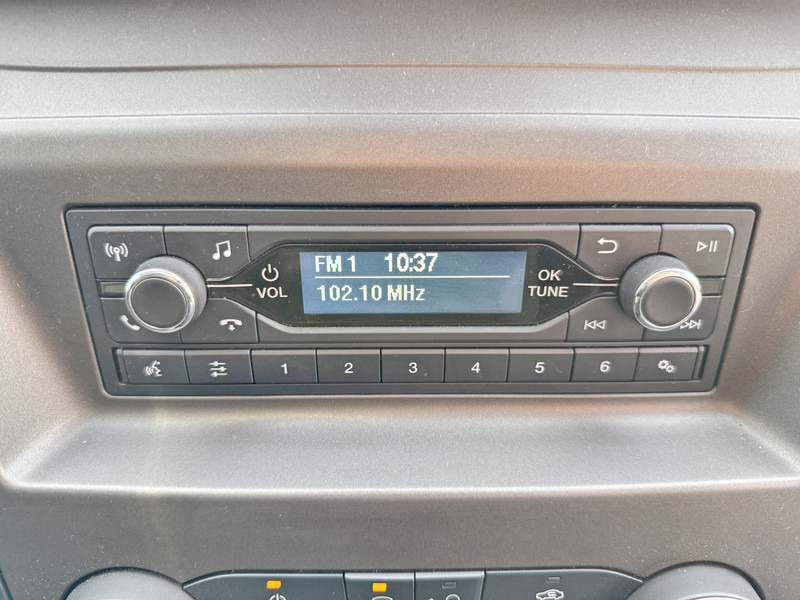 FM 1 10:37
102.10 MHz
VOL
OK
TUNE
1 2 3 4 5 6